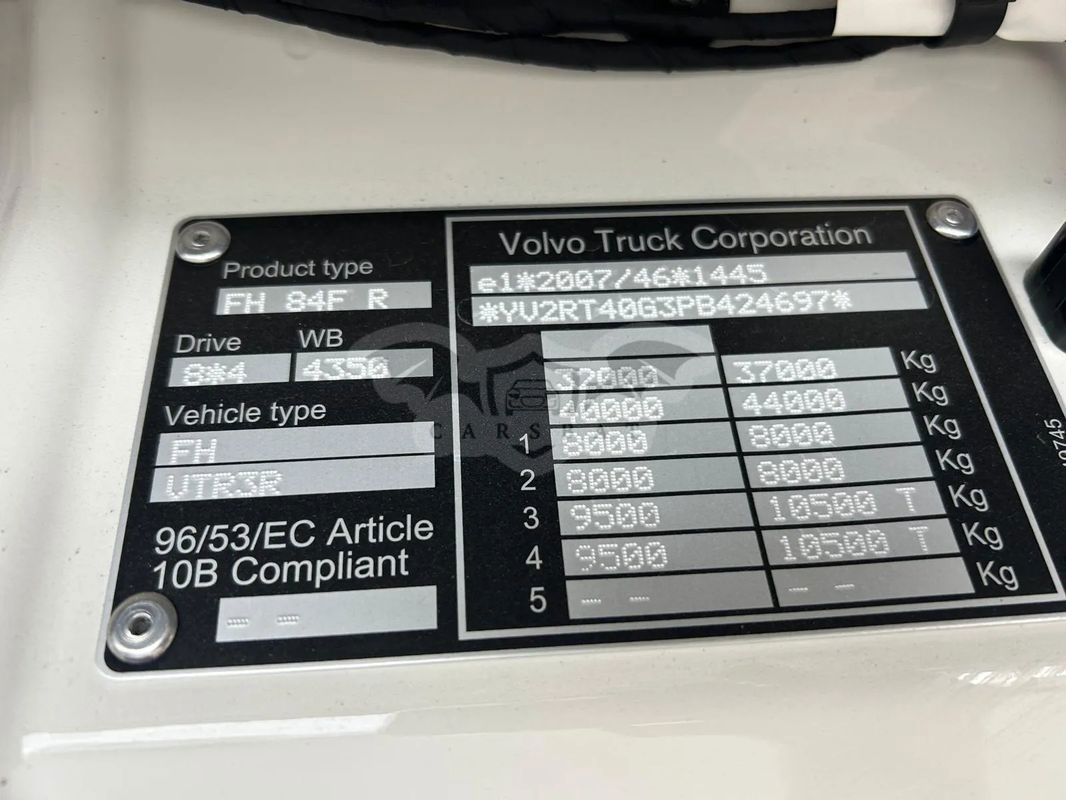 Product type
FH 84F R
Drive WB
8*4 4350
Vehicle type
FH
VTR3R
96/53/EC Article
10B Compliant
-- --
Volvo Truck Corporation
e1*2007/46*1445
*YV2RT40G3PB424697*
32000 37000 Kg
40000 44000 Kg
1 8000 8000 Kg
2 8000 8000 Kg
3 9500 10500 T Kg
4 9500 10500 T Kg
5 -- -- -- -- Kg